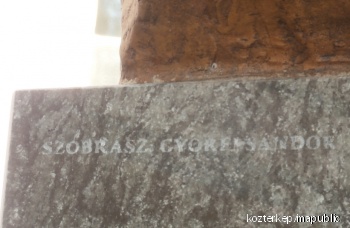 SZOBRÁSZ GYŐRFI SÁNDOR
kozterkep.mapublic